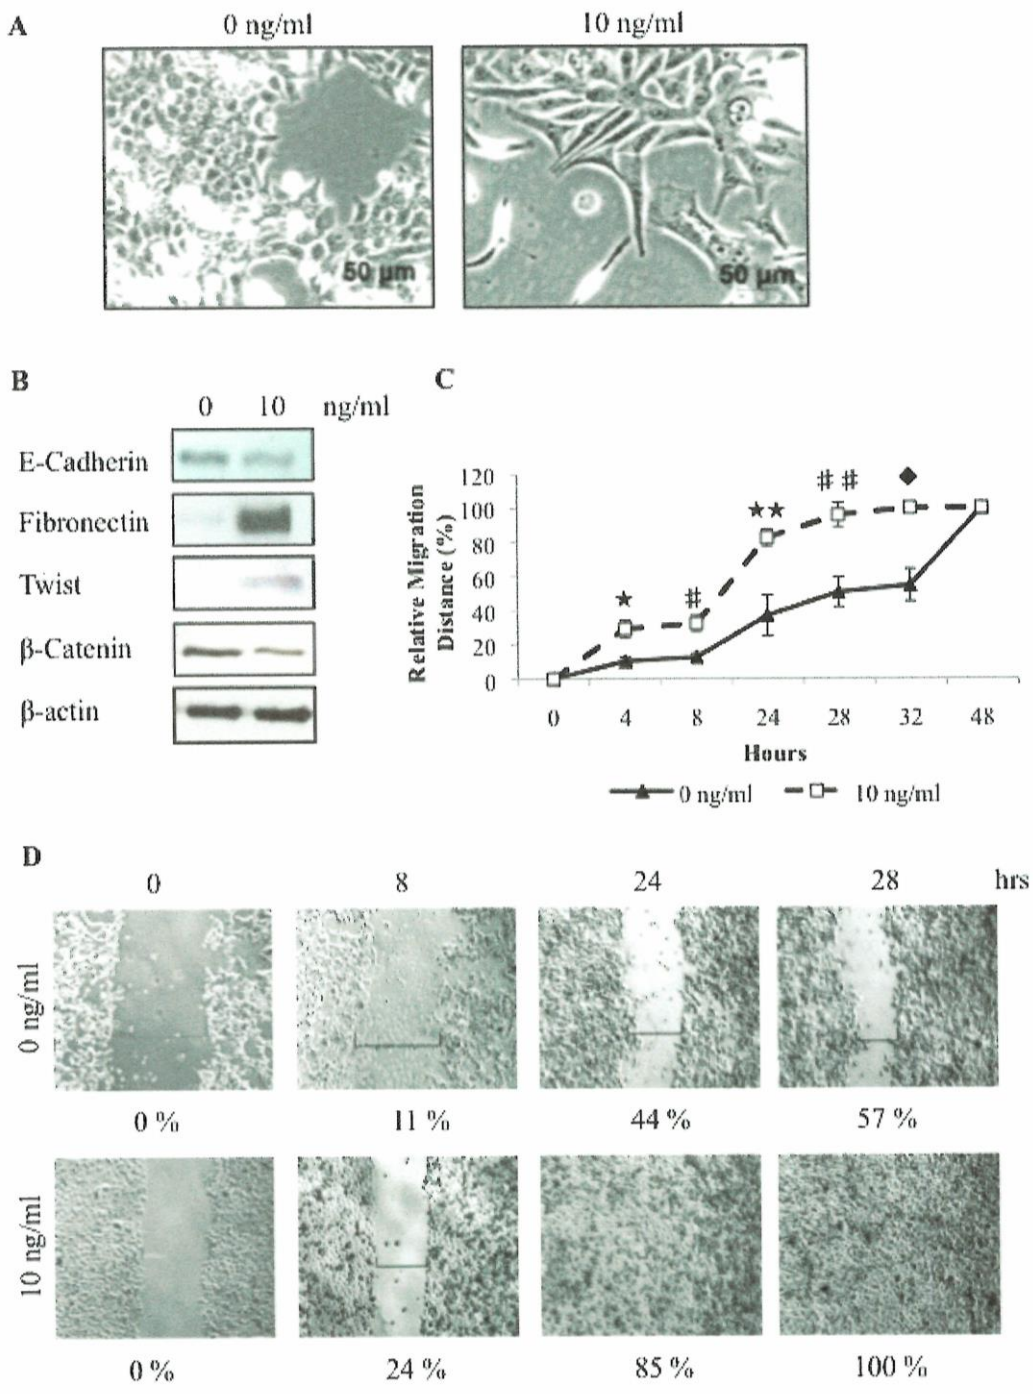 A
0 ng/ml 10 ng/ml
50 µm 50 µm
B
0 10 ng/ml
E-Cadherin
Fibronectin
Twist
β-Catenin
β-actin
C
Relative Migration
Distance (%)
120
100
80
60
40
20
0
★ # ★★ ## ◆
0 4 8 24 28 32 48
Hours
0 ng/ml 10 ng/ml
D
0 8 24 28 hrs
0 ng/ml
0 % 11 % 44 % 57 %
10 ng/ml
0 % 24 % 85 % 100 %